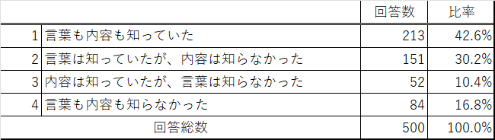 回答数 比率
1 言葉も内容も知っていた 213 42.6%
2 言葉は知っていたが、内容は知らなかった 151 30.2%
3 内容は知っていたが、言葉は知らなかった 52 10.4%
4 言葉も内容も知らなかった 84 16.8%
回答総数 500 100.0%